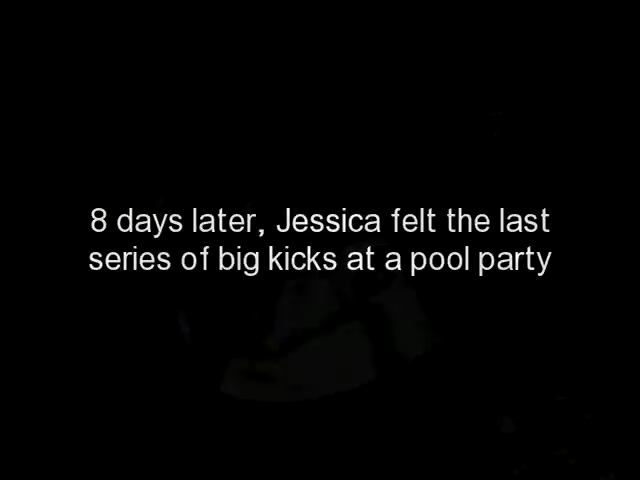 8 days later, Jessica felt the last
series of big kicks at a pool party